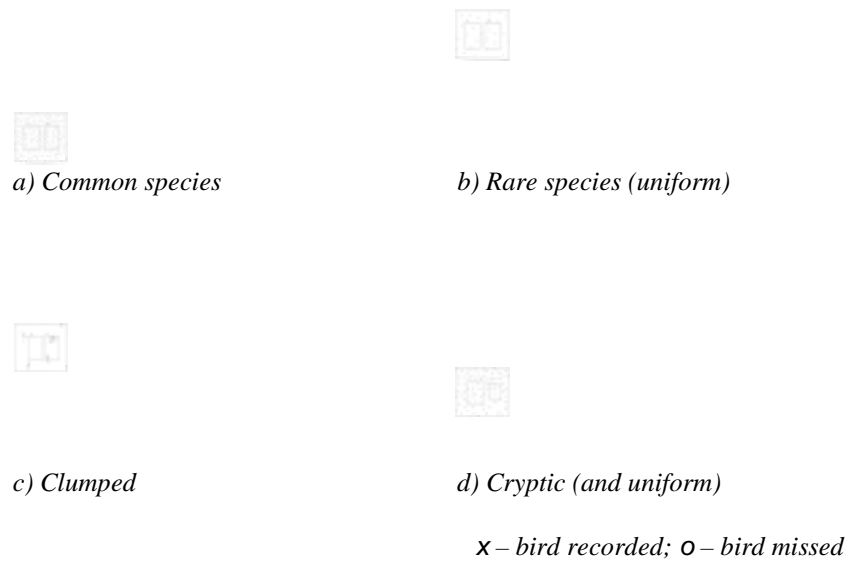 a) Common species
b) Rare species (uniform)
c) Clumped
d) Cryptic (and uniform)
x – bird recorded; o – bird missed